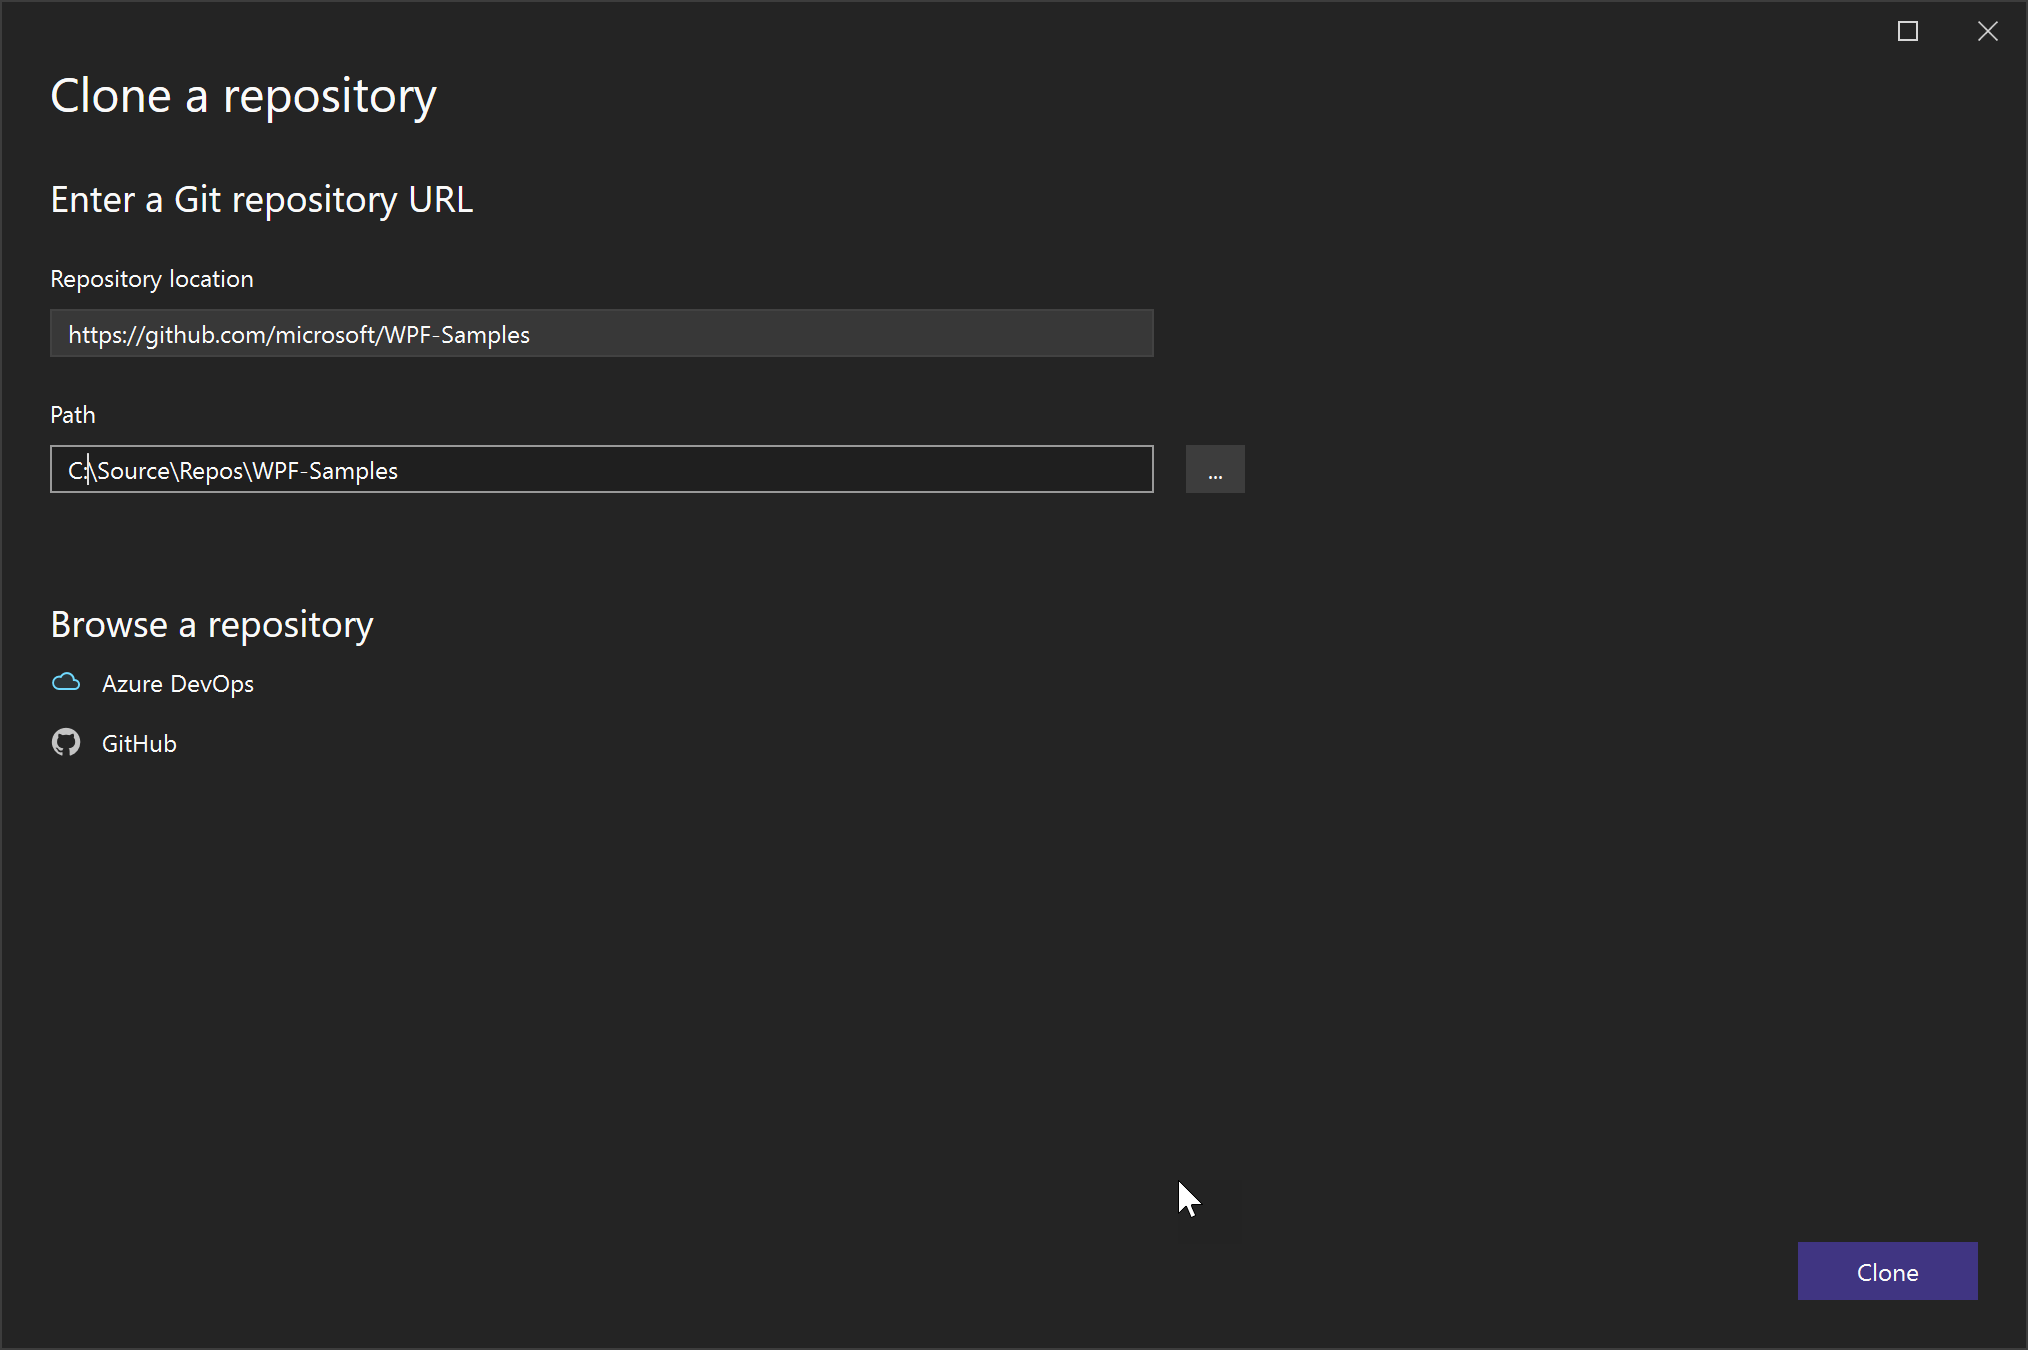 Clone a repository
Enter a Git repository URL
Repository location
https://github.com/microsoft/WPF-Samples
Path
C:\Source\Repos\WPF-Samples
...
Browse a repository
Azure DevOps
GitHub
Clone